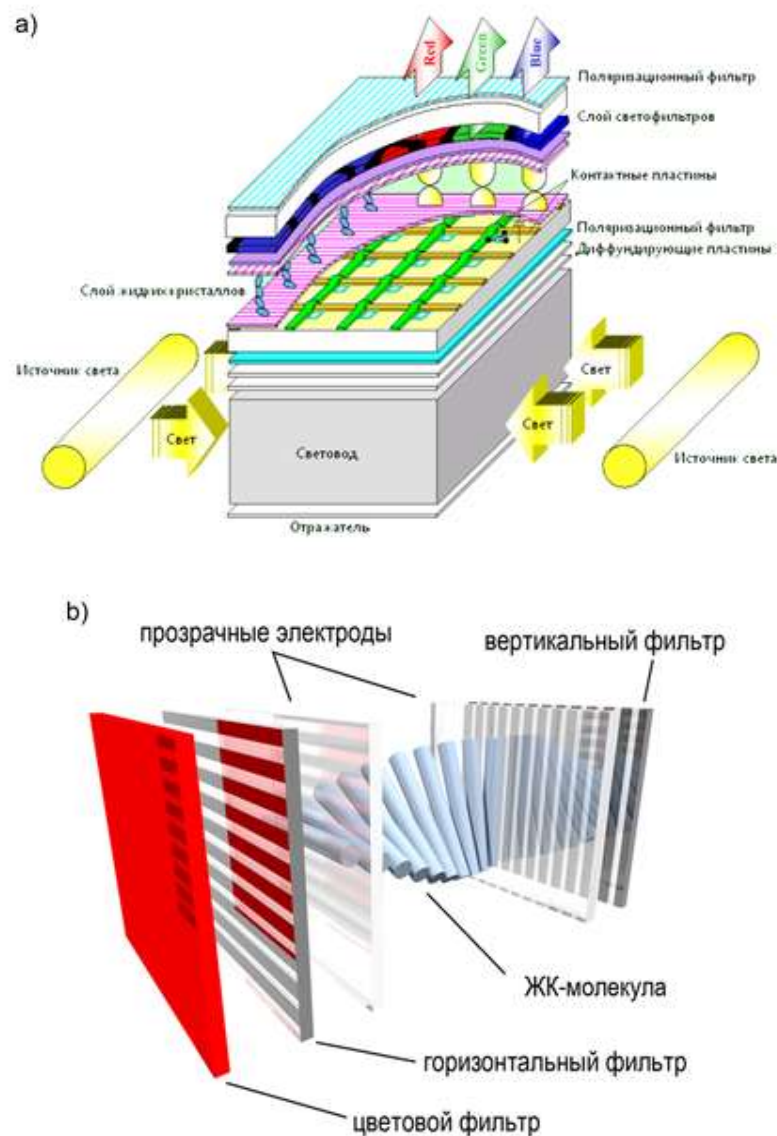 a)
Red
Green
Blue
Поляризационный фильтр
Слой светофильтров
Контактные пластины
Поляризационный фильтр
Диффундирующие пластины
Слой жидких кристаллов
Источник света
Свет
Свет
Свет
Световод
Источник света
Отражатель
b)
прозрачные электроды
вертикальный фильтр
ЖК-молекула
горизонтальный фильтр
цветовой фильтр